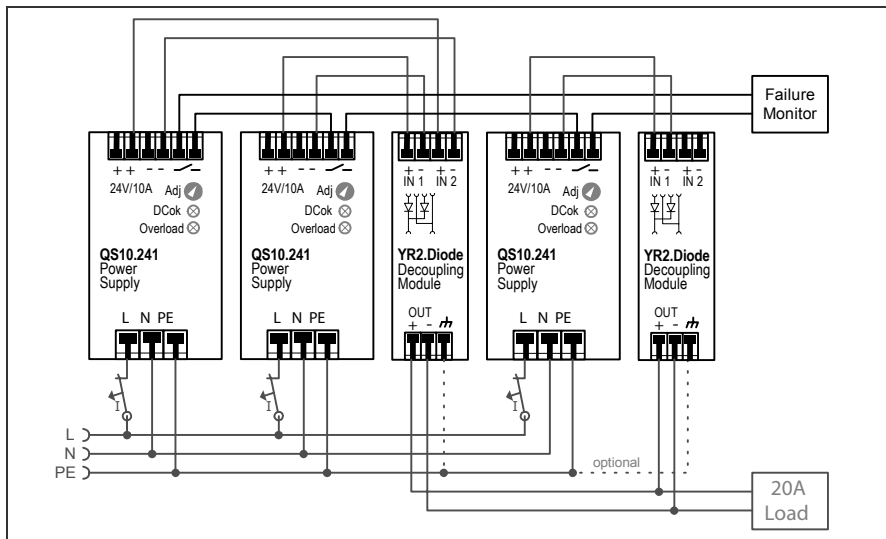 Failure
Monitor
+ + - -
24V/10A Adj
DCok
Overload
QS10.241
Power
Supply
L N PE
I
+ + - -
24V/10A Adj
DCok
Overload
QS10.241
Power
Supply
L N PE
I
+ - + -
IN 1 IN 2
YR2.Diode
Decoupling
Module
OUT
+ -
+ + - -
24V/10A Adj
DCok
Overload
QS10.241
Power
Supply
L N PE
I
+ - + -
IN 1 IN 2
YR2.Diode
Decoupling
Module
OUT
+ -
L
N
PE
optional
20A
Load